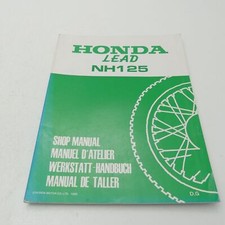 HONDA
LEAD
NH125
SHOP MANUAL
MANUEL D'ATELIER
WERKSTATT-HANDBUCH
MANUAL DE TALLER